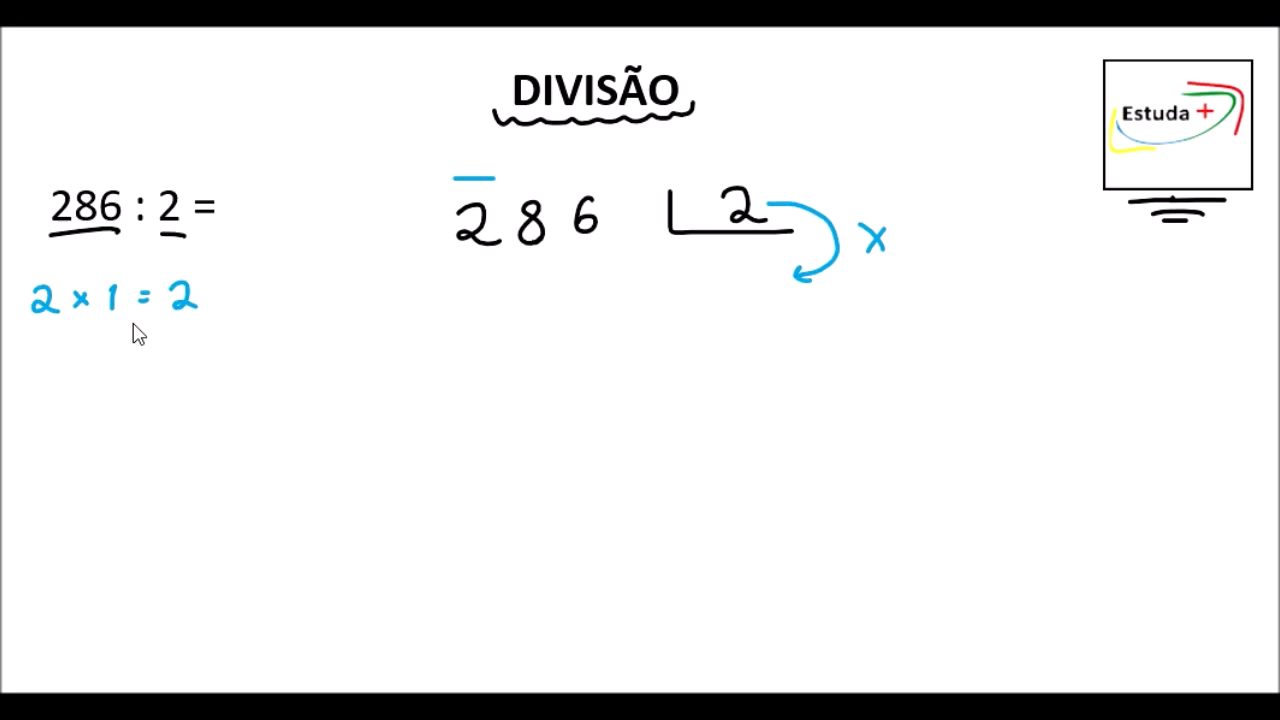 DIVISÃO
Estuda +
286 : 2 =
286 2
x
2 x 1 = 2